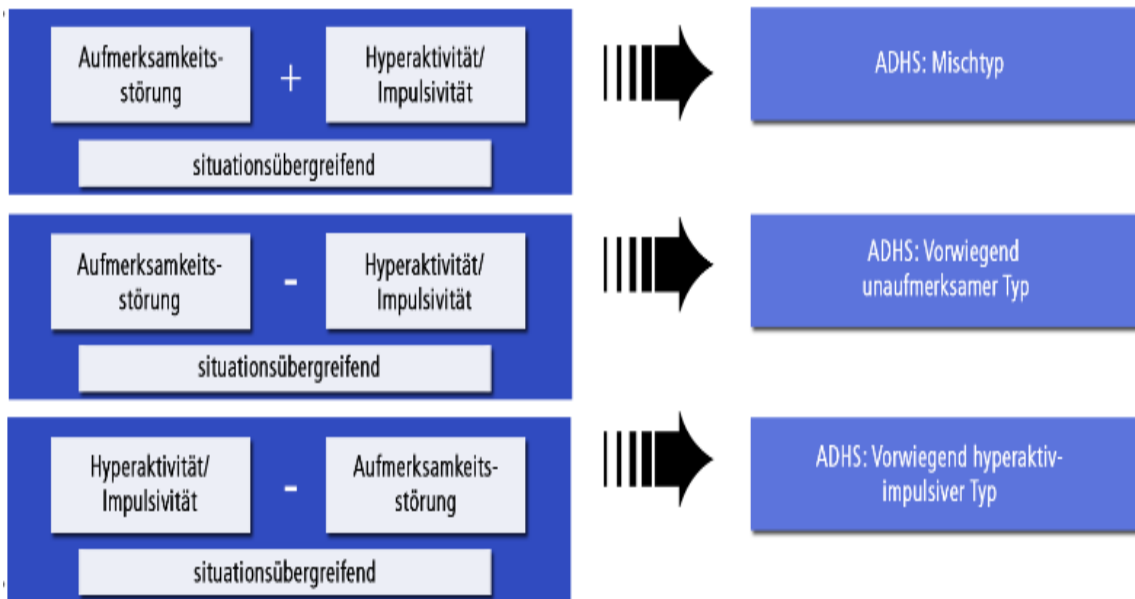 Aufmerksamkeits-
störung
+
Hyperaktivität/
Impulsivität
situationsübergreifend
ADHS: Mischtyp
Aufmerksamkeits-
störung
-
Hyperaktivität/
Impulsivität
situationsübergreifend
ADHS: Vorwiegend
unaufmerksamer Typ
Hyperaktivität/
Impulsivität
-
Aufmerksamkeits-
störung
situationsübergreifend
ADHS: Vorwiegend hyperaktiv-
impulsiver Typ